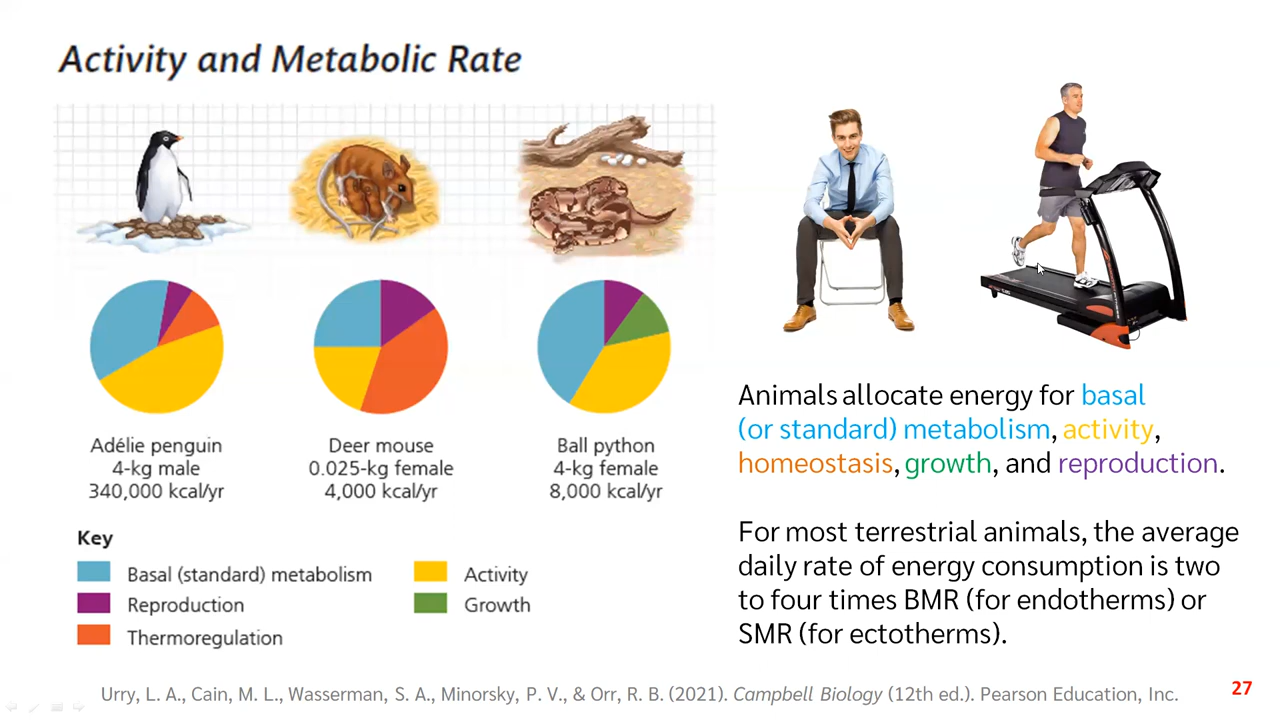 Activity and Metabolic Rate
Adélie penguin
4-kg male
340,000 kcal/yr
Deer mouse
0.025-kg female
4,000 kcal/yr
Ball python
4-kg female
8,000 kcal/yr
Key
Basal (standard) metabolism
Reproduction
Thermoregulation
Activity
Growth
Animals allocate energy for basal
(or standard) metabolism, activity,
homeostasis, growth, and reproduction.
For most terrestrial animals, the average
daily rate of energy consumption is two
to four times BMR (for endotherms) or
SMR (for ectotherms).
Urry, L. A., Cain, M. L., Wasserman, S. A., Minorsky, P. V., & Orr, R. B. (2021). Campbell Biology (12th ed.). Pearson Education, Inc.
27